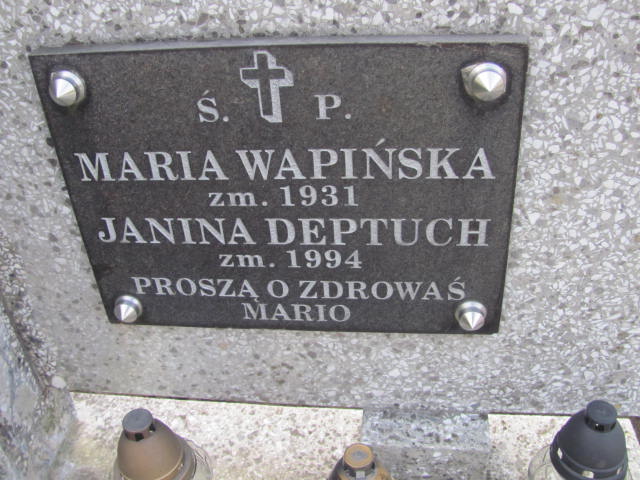 Ś. P.
MARIA WAPIŃSKA
zm. 1931
JANINA DEPTUCH
zm. 1994
PROSZĄ O ZDROWAŚ
MARIO